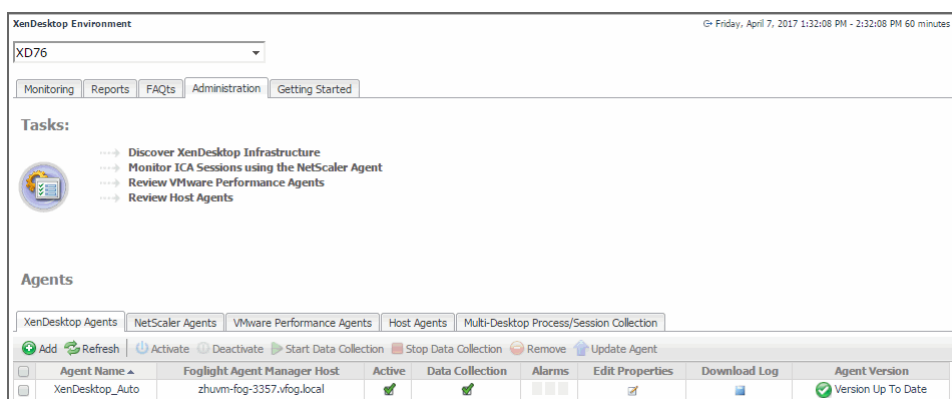 XenDesktop Environment Friday, April 7, 2017 1:32:08 PM - 2:32:08 PM 60 minutes
XD76
Monitoring Reports FAQts Administration Getting Started
Tasks:
Discover XenDesktop Infrastructure
Monitor ICA Sessions using the NetScaler Agent
Review VMware Performance Agents
Review Host Agents
Agents
XenDesktop Agents NetScaler Agents VMware Performance Agents Host Agents Multi-Desktop Process/Session Collection
Add Refresh Activate Deactivate Start Data Collection Stop Data Collection Remove Update Agent
Agent Name Foglight Agent Manager Host Active Data Collection Alarms Edit Properties Download Log Agent Version
XenDesktop_Auto zhuvm-fog-3357.vfog.local Version Up To Date